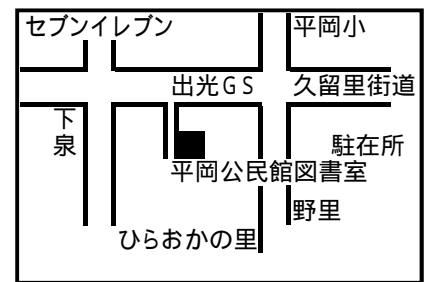 セブンイレブン
平岡小
出光GS
久留里街道
下泉
駐在所
平岡公民館図書室
野里
ひらおかの里